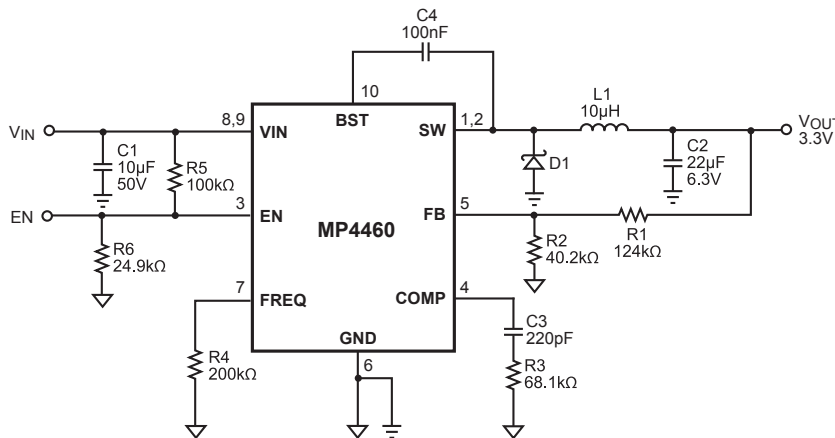 C4
100nF
10
BST
VIN
8,9
VIN
C1
10µF
50V
R5
100kΩ
EN
3
EN
R6
24.9kΩ
7
FREQ
R4
200kΩ
MP4460
GND
6
SW
1,2
L1
10µH
VOUT
3.3V
D1
C2
22µF
6.3V
FB
5
R2
40.2kΩ
R1
124kΩ
COMP
4
C3
220pF
R3
68.1kΩ